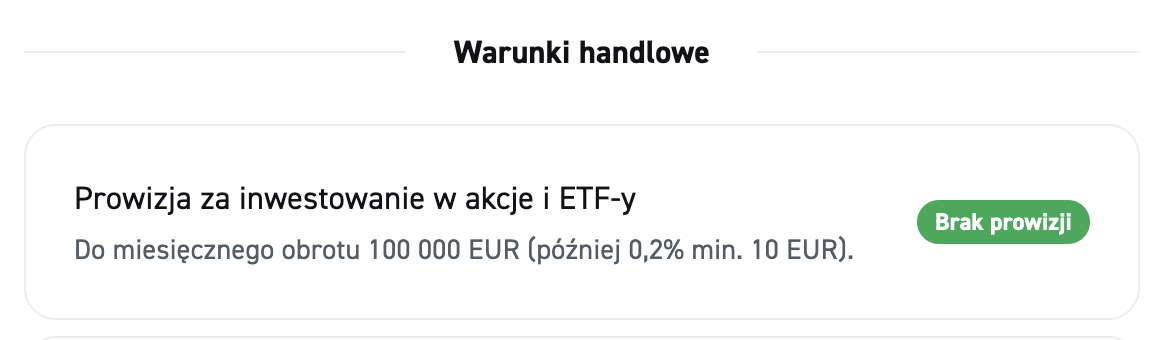 Warunki handlowe
Prowizja za inwestowanie w akcje i ETF-y
Do miesięcznego obrotu 100 000 EUR (później 0,2% min. 10 EUR).
Brak prowizji